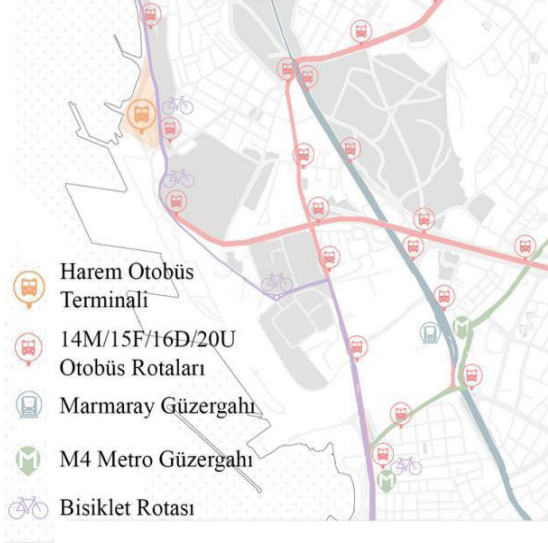 Harem Otobüs
Terminali
14M/15F/16D/20U
Otobüs Rotaları
Marmaray Güzergahı
M4 Metro Güzergahı
Bisiklet Rotası